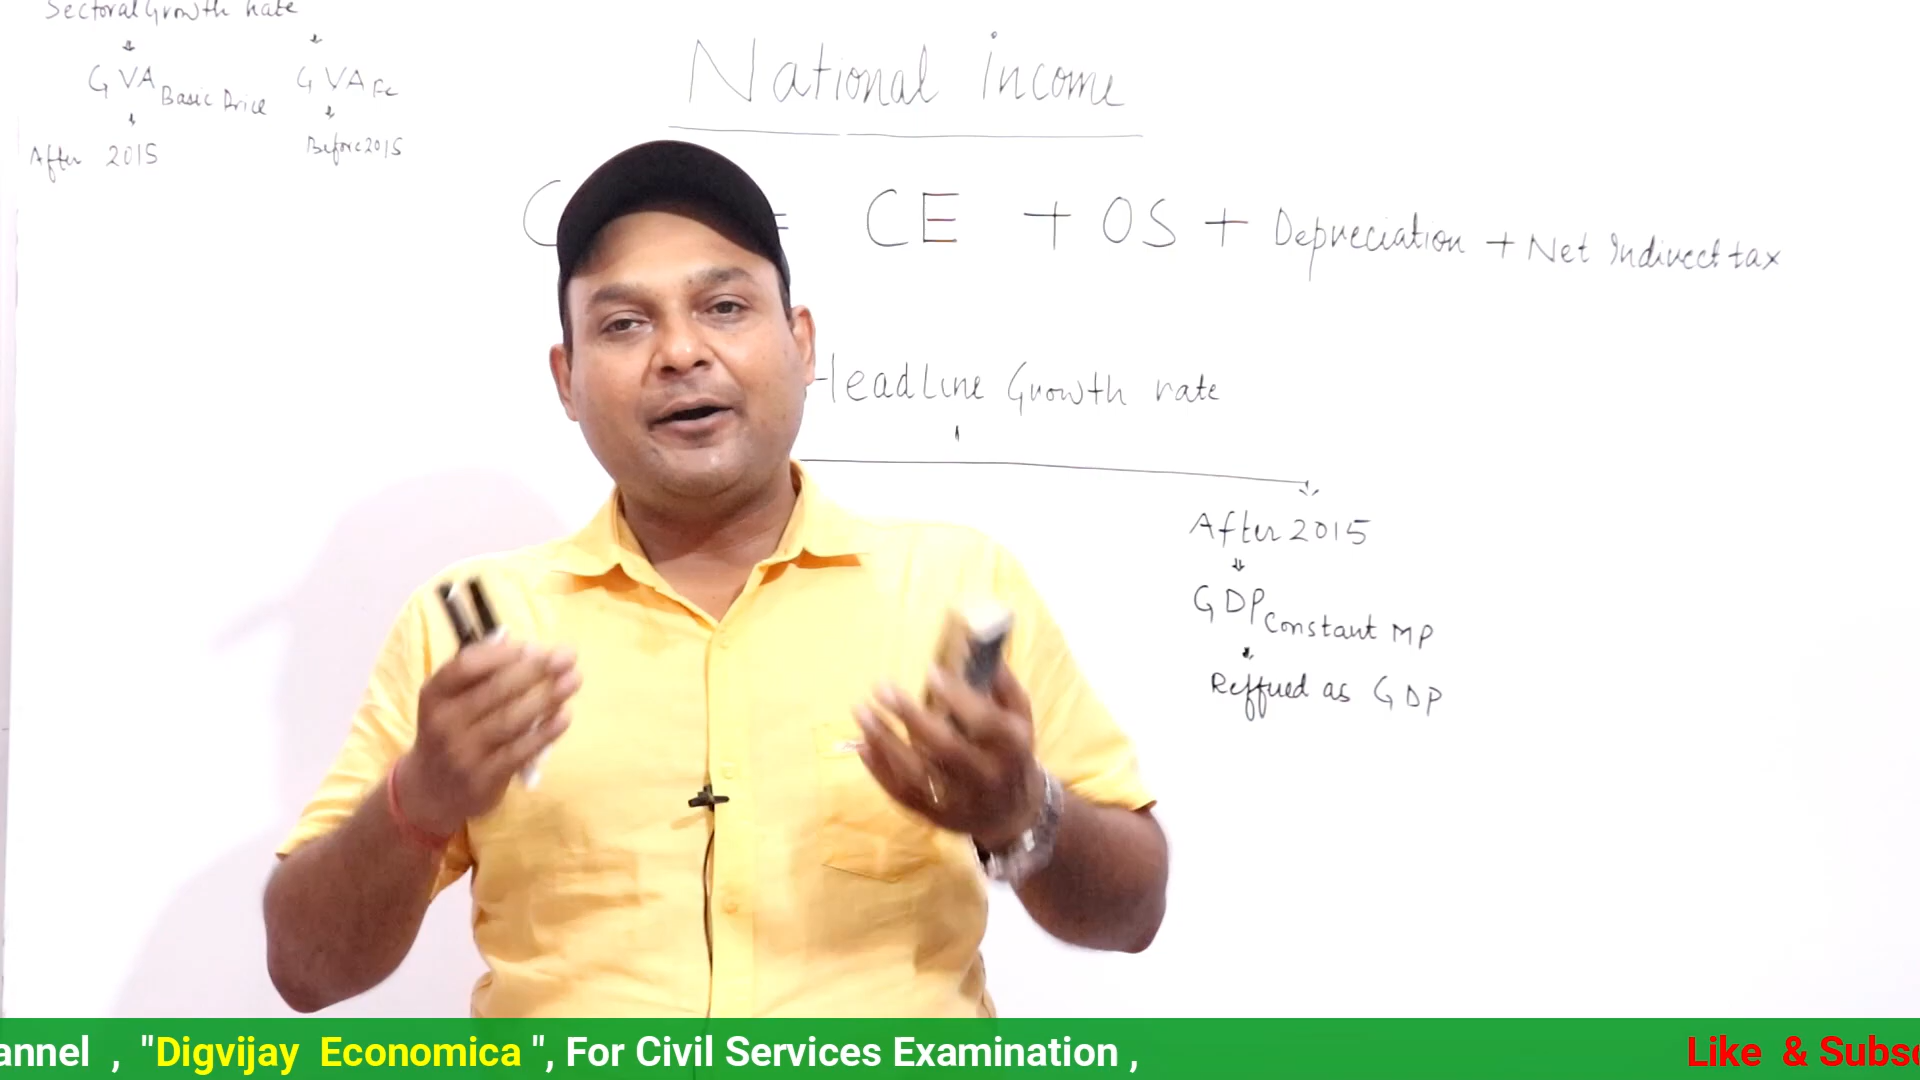 Sectoral Growth Rate
GVA Basic Price GVA Fc
After 2015 Before 2015
National Income
= CE + OS + Depreciation + Net Indirect tax
HeadLine Growth rate
After 2015
GDP Constant MP
Reffued as GDP
annel , "Digvijay Economica ", For Civil Services Examination , Like & Subsc